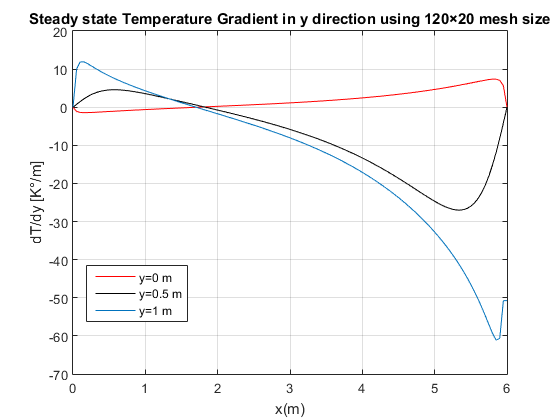 Steady state Temperature Gradient in y direction using 120×20 mesh size
20
10
0
-10
-20
-30
-40
-50
-60
-70
dT/dy [K°/m]
y=0 m
y=0.5 m
y=1 m
0 1 2 3 4 5 6
x(m)